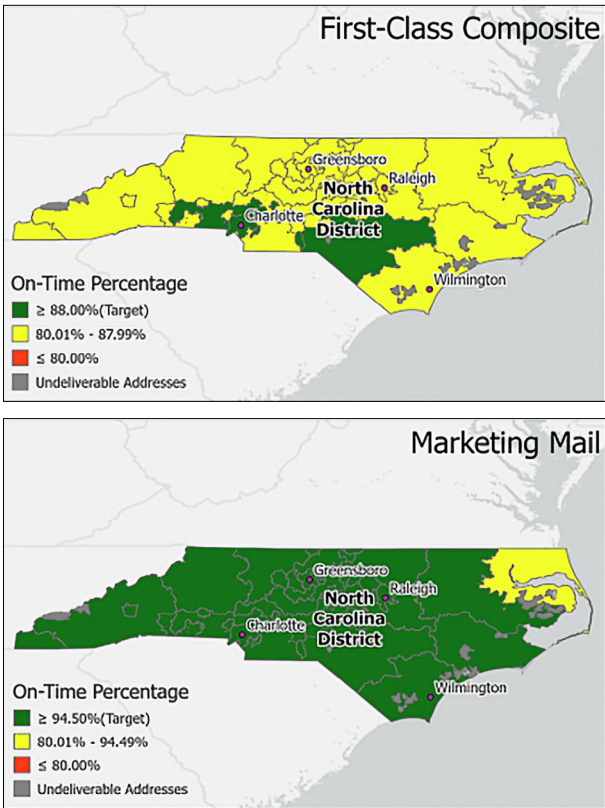 First-Class Composite
Greensboro
Raleigh
North
Carolina
District
Charlotte
Wilmington
On-Time Percentage
≥ 88.00%(Target)
80.01% - 87.99%
≤ 80.00%
Undeliverable Addresses
Marketing Mail
Greensboro
Raleigh
North
Carolina
District
Charlotte
Wilmington
On-Time Percentage
≥ 94.50%(Target)
80.01% - 94.49%
≤ 80.00%
Undeliverable Addresses